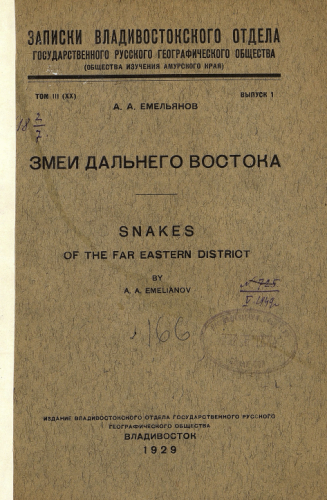 ЗАПИСКИ ВЛАДИВОСТОКСКОГО ОТДЕЛА
ГОСУДАРСТВЕННОГО РУССКОГО ГЕОГРАФИЧЕСКОГО ОБЩЕСТВА
(ОБЩЕСТВА ИЗУЧЕНИЯ АМУРСКОГО КРАЯ)
ТОМ III (XX) ВЫПУСК 1
А. А. ЕМЕЛЬЯНОВ
ЗМЕИ ДАЛЬНЕГО ВОСТОКА
SNAKES
OF THE FAR EASTERN DISTRICT
BY
A. A. EMELIANOV
166
ИЗДАНИЕ ВЛАДИВОСТОКСКОГО ОТДЕЛА ГОСУДАРСТВЕННОГО РУССКОГО
ГЕОГРАФИЧЕСКОГО ОБЩЕСТВА
ВЛАДИВОСТОК
1929